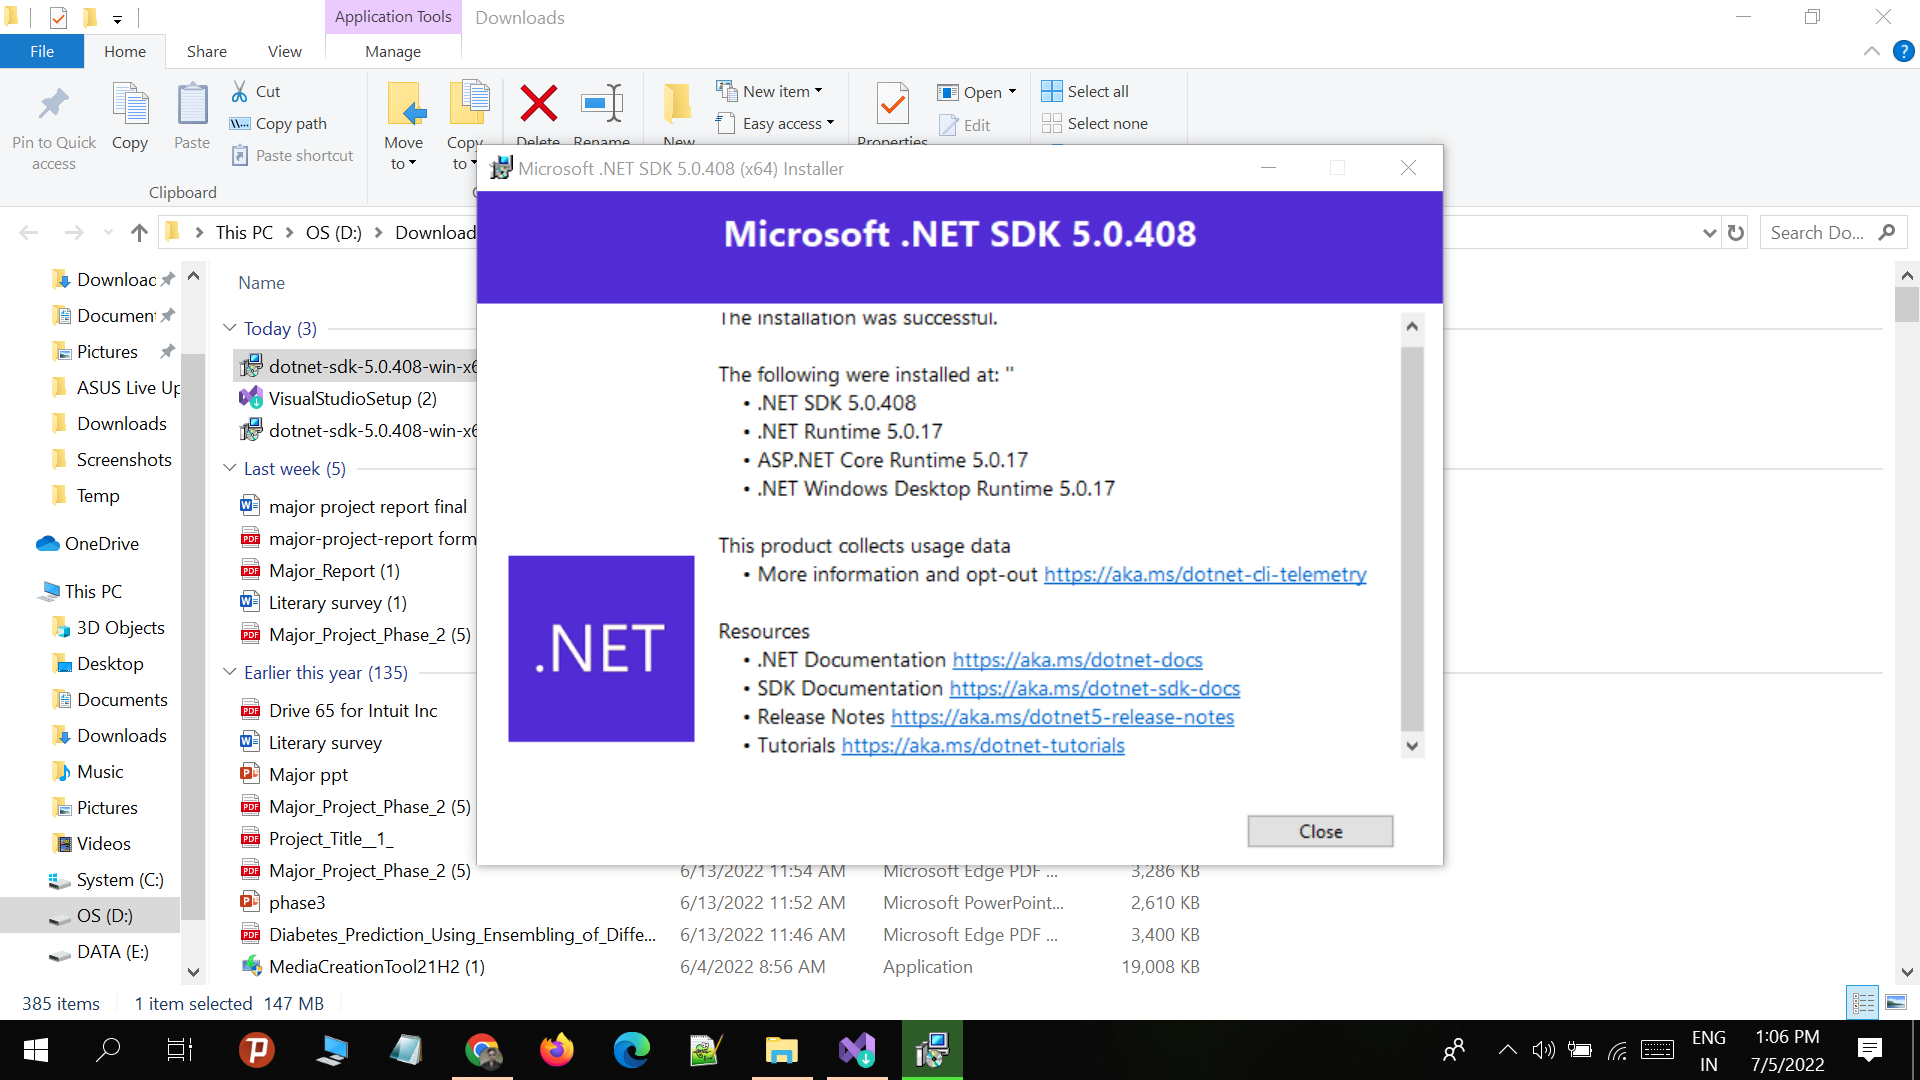 Application Tools
Downloads
File
Home
Share
View
Manage
?
Pin to Quick access
Copy
Paste
Cut
Copy path
Paste shortcut
Clipboard
Move to
Copy to
Delete
Rename
New
New item
Easy access
Properties
Open
Edit
Select all
Select none
This PC
OS (D:)
Download
Search Do...
Microsoft .NET SDK 5.0.408 (x64) Installer
Microsoft .NET SDK 5.0.408
The installation was successful.
The following were installed at: ''
• .NET SDK 5.0.408
• .NET Runtime 5.0.17
• ASP.NET Core Runtime 5.0.17
• .NET Windows Desktop Runtime 5.0.17
This product collects usage data
• More information and opt-out https://aka.ms/dotnet-cli-telemetry
Resources
• .NET Documentation https://aka.ms/dotnet-docs
• SDK Documentation https://aka.ms/dotnet-sdk-docs
• Release Notes https://aka.ms/dotnet5-release-notes
• Tutorials https://aka.ms/dotnet-tutorials
.NET
Close
Downloac
Documen
Pictures
ASUS Live Up
Downloads
Screenshots
Temp
OneDrive
This PC
3D Objects
Desktop
Documents
Downloads
Music
Pictures
Videos
System (C:)
OS (D:)
DATA (E:)
Name
Today (3)
dotnet-sdk-5.0.408-win-x6
VisualStudioSetup (2)
dotnet-sdk-5.0.408-win-x6
Last week (5)
major project report final
major-project-report form
Major_Report (1)
Literary survey (1)
Major_Project_Phase_2 (5)
Earlier this year (135)
Drive 65 for Intuit Inc
Literary survey
Major ppt
Major_Project_Phase_2 (5)
Project_Title__1_
Major_Project_Phase_2 (5) 6/13/2022 11:54 AM Microsoft Edge PDF ... 3,286 KB
phase3 6/13/2022 11:52 AM Microsoft PowerPoint... 2,610 KB
Diabetes_Prediction_Using_Ensembling_of_Diffe... 6/13/2022 11:46 AM Microsoft Edge PDF ... 3,400 KB
MediaCreationTool21H2 (1) 6/4/2022 8:56 AM Application 19,008 KB
385 items 1 item selected 147 MB
ENG
IN
1:06 PM
7/5/2022